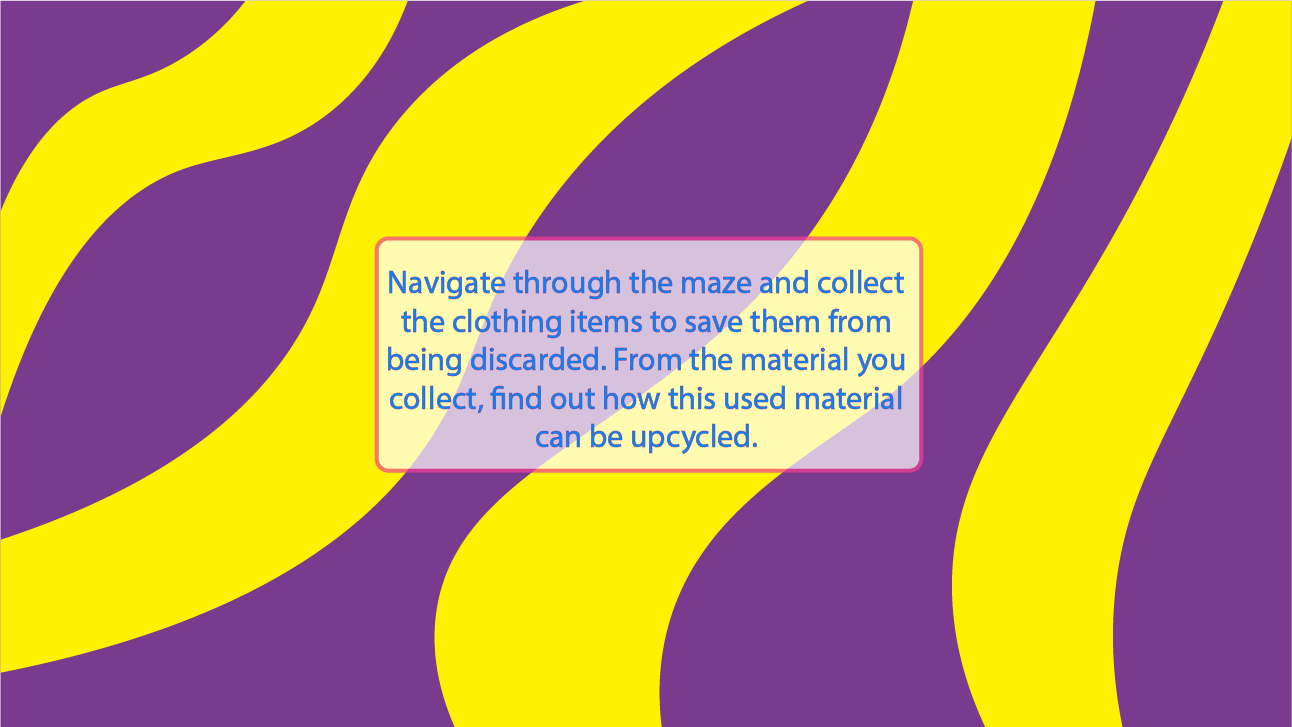 Navigate through the maze and collect
the clothing items to save them from
being discarded. From the material you
collect, find out how this used material
can be upcycled.